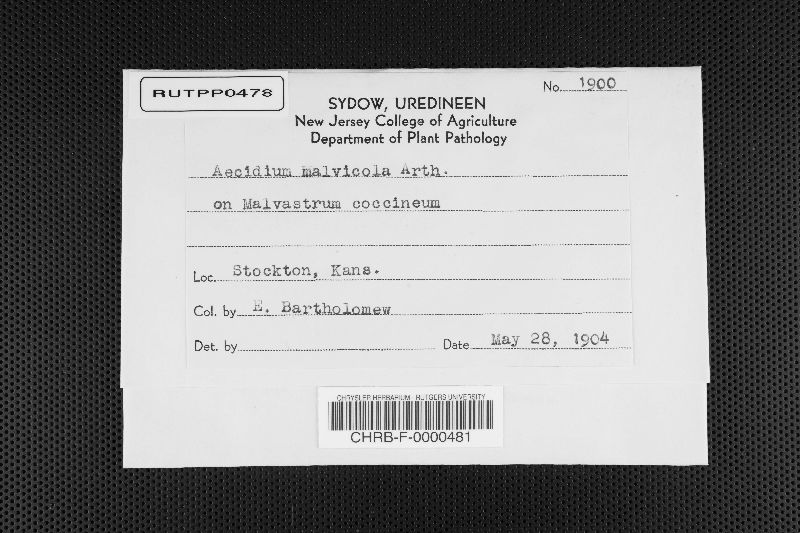 RUTPP0478
No. 1900
SYDOW, UREDINEEN
New Jersey College of Agriculture
Department of Plant Pathology
Aecidium malvicola Arth.
on Malvastrum coccineum
Loc. Stockton, Kans.
Col. by E. Bartholomew
Det. by
Date May 28, 1904
CHRYSLER HERBARIUM - RUTGERS UNIVERSITY
CHRB-F-0000481